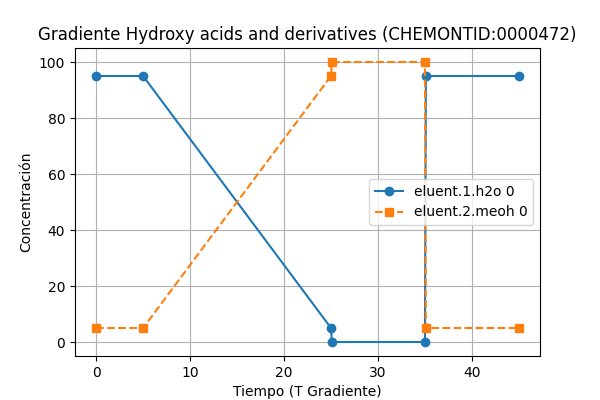 Gradiente Hydroxy acids and derivatives (CHEMONTID:0000472)
100
80
60
40
20
0
Concentración
eluent.1.h2o 0
eluent.2.meoh 0
0 10 20 30 40
Tiempo (T Gradiente)